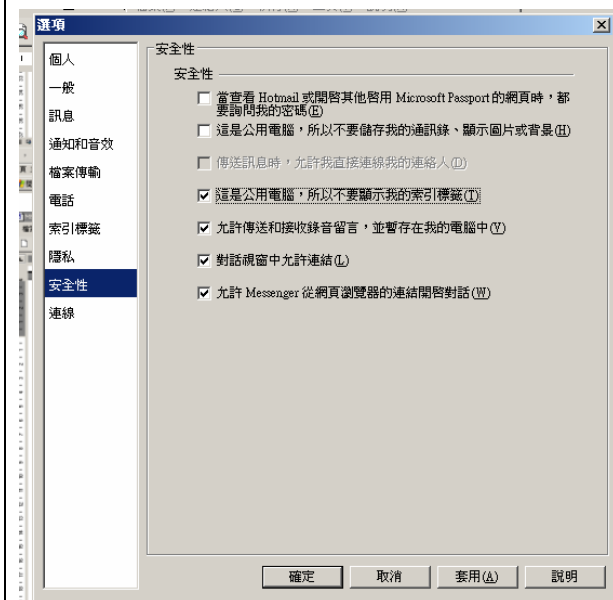 選項
個人
一般
訊息
通知和音效
檔案傳輸
電話
索引標籤
隱私
安全性
連線
安全性
安全性
當查看 Hotmail 或開啓其他啓用 Microsoft Passport 的網頁時，都
要詢問我的密碼(E)
這是公用電腦，所以不要儲存我的通訊錄、顯示圖片或背景(H)
傳送訊息時，允許我直接連線我的連絡人(D)
這是公用電腦，所以不要顯示我的索引標籤(T)
允許傳送和接收錄音留言，並暫存在我的電腦中(V)
對話視窗中允許連結(L)
允許 Messenger 從網頁瀏覽器的連結開啓對話(W)
確定
取消
套用(A)
說明